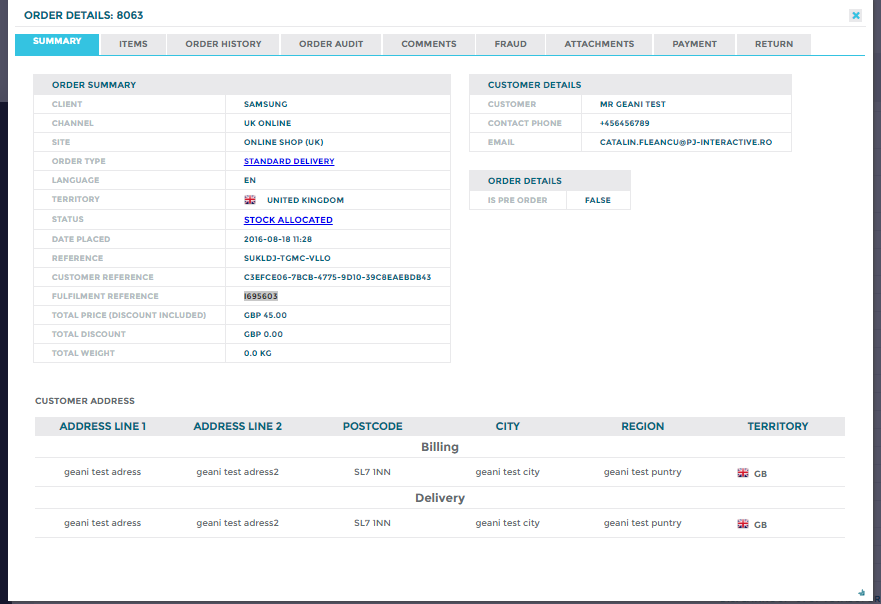 ORDER DETAILS: 8063
SUMMARY ITEMS ORDER HISTORY ORDER AUDIT COMMENTS FRAUD ATTACHMENTS PAYMENT RETURN
ORDER SUMMARY
CLIENT SAMSUNG
CHANNEL UK ONLINE
SITE ONLINE SHOP (UK)
ORDER TYPE STANDARD DELIVERY
LANGUAGE EN
TERRITORY UNITED KINGDOM
STATUS STOCK ALLOCATED
DATE PLACED 2016-08-18 11:28
REFERENCE SUKLDJ-TGMC-VLLO
CUSTOMER REFERENCE C3EFCE06-7BCB-4775-9D10-39C8EAEBDB43
FULFILMENT REFERENCE I695603
TOTAL PRICE (DISCOUNT INCLUDED) GBP 45.00
TOTAL DISCOUNT GBP 0.00
TOTAL WEIGHT 0.0 KG
CUSTOMER DETAILS
CUSTOMER MR GEANI TEST
CONTACT PHONE +456456789
EMAIL CATALIN.FLEANCU@PJ-INTERACTIVE.RO
ORDER DETAILS
IS PRE ORDER FALSE
CUSTOMER ADDRESS
ADDRESS LINE 1 ADDRESS LINE 2 POSTCODE CITY REGION TERRITORY
Billing
geani test adress geani test adress2 SL7 1NN geani test city geani test puntry GB
Delivery
geani test adress geani test adress2 SL7 1NN geani test city geani test puntry GB